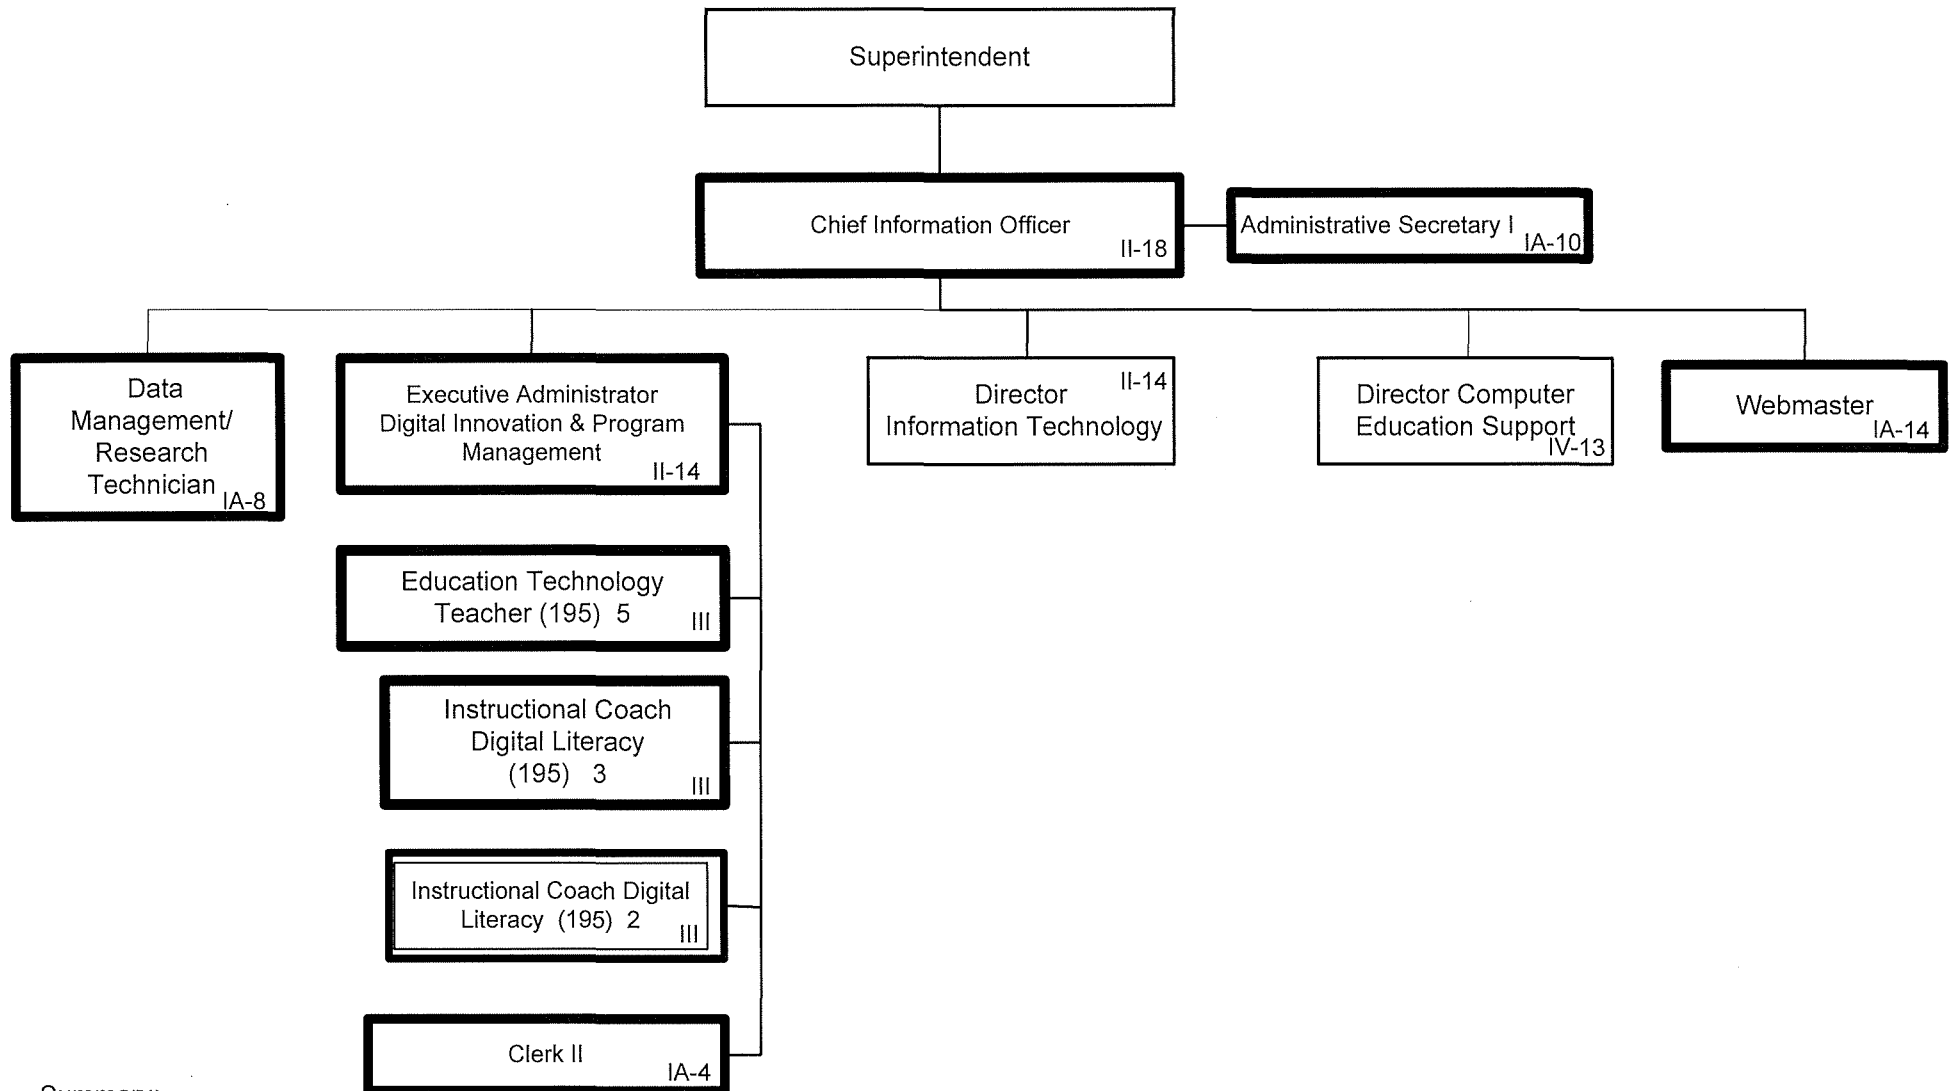 Superintendent
Chief Information Officer
II-18
Administrative Secretary I
IA-10
Data
Management/
Research
Technician
IA-8
Executive Administrator
Digital Innovation & Program
Management
II-14
II-14
Director
Information Technology
Director Computer
Education Support
IV-13
Webmaster
IA-14
Education Technology
Teacher (195) 5
III
Instructional Coach
Digital Literacy
(195) 3
III
Instructional Coach Digital
Literacy (195) 2
III
Clerk II
IA-4